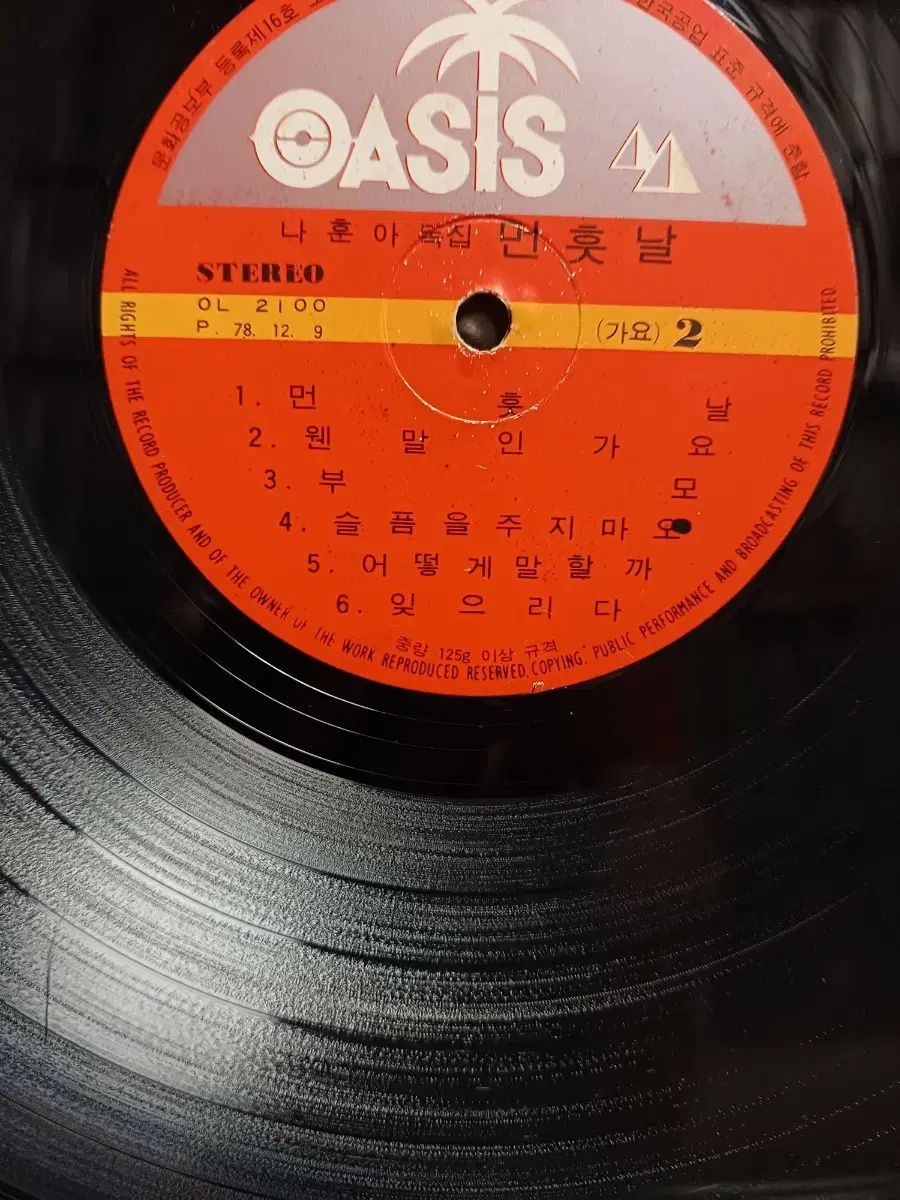 문화공보부 등록제16호
한국공업 표준 규격에 준함
OASIS
나훈아 특집 먼 훗 날
STEREO
OL 2100
P. 78. 12. 9
(가요) 2
1. 먼 훗 날
2. 웬 말 인 가 요
3. 부 모
4. 슬 픔 을 주 지 마 오
5. 어 떻 게 말 할 까
6. 잊 으 리 다
중량 125g 이상 규격
ALL RIGHTS OF THE RECORD PRODUCER AND OF THE OWNER OF THE WORK REPRODUCED RESERVED. COPYING. PUBLIC PERFORMANCE AND BROADCASTING OF THIS RECORD PROHIBITED.